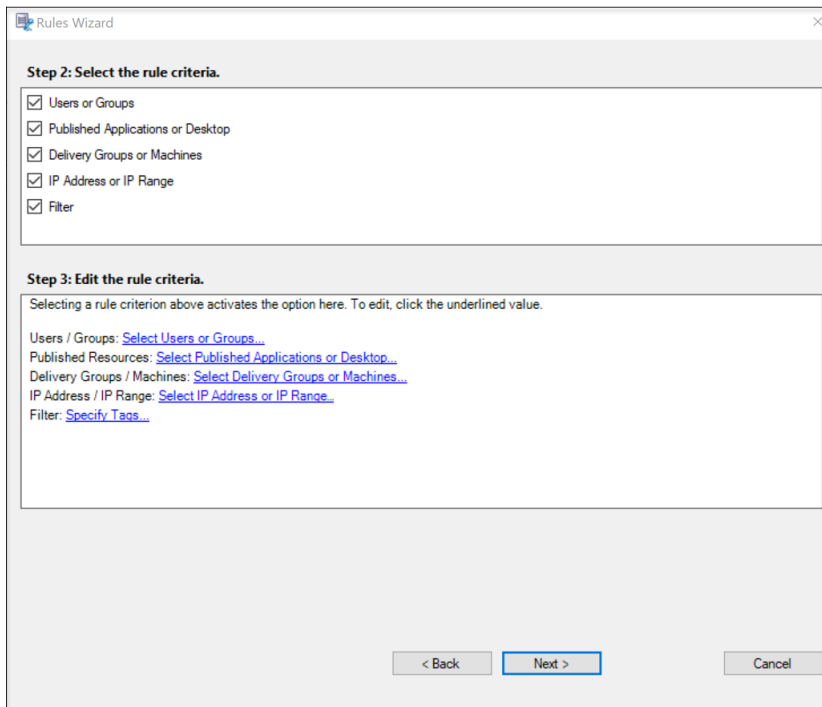 Rules Wizard
Step 2: Select the rule criteria.
Users or Groups
Published Applications or Desktop
Delivery Groups or Machines
IP Address or IP Range
Filter
Step 3: Edit the rule criteria.
Selecting a rule criterion above activates the option here. To edit, click the underlined value.
Users / Groups: Select Users or Groups...
Published Resources: Select Published Applications or Desktop...
Delivery Groups / Machines: Select Delivery Groups or Machines...
IP Address / IP Range: Select IP Address or IP Range..
Filter: Specify Tags...
< Back Next > Cancel